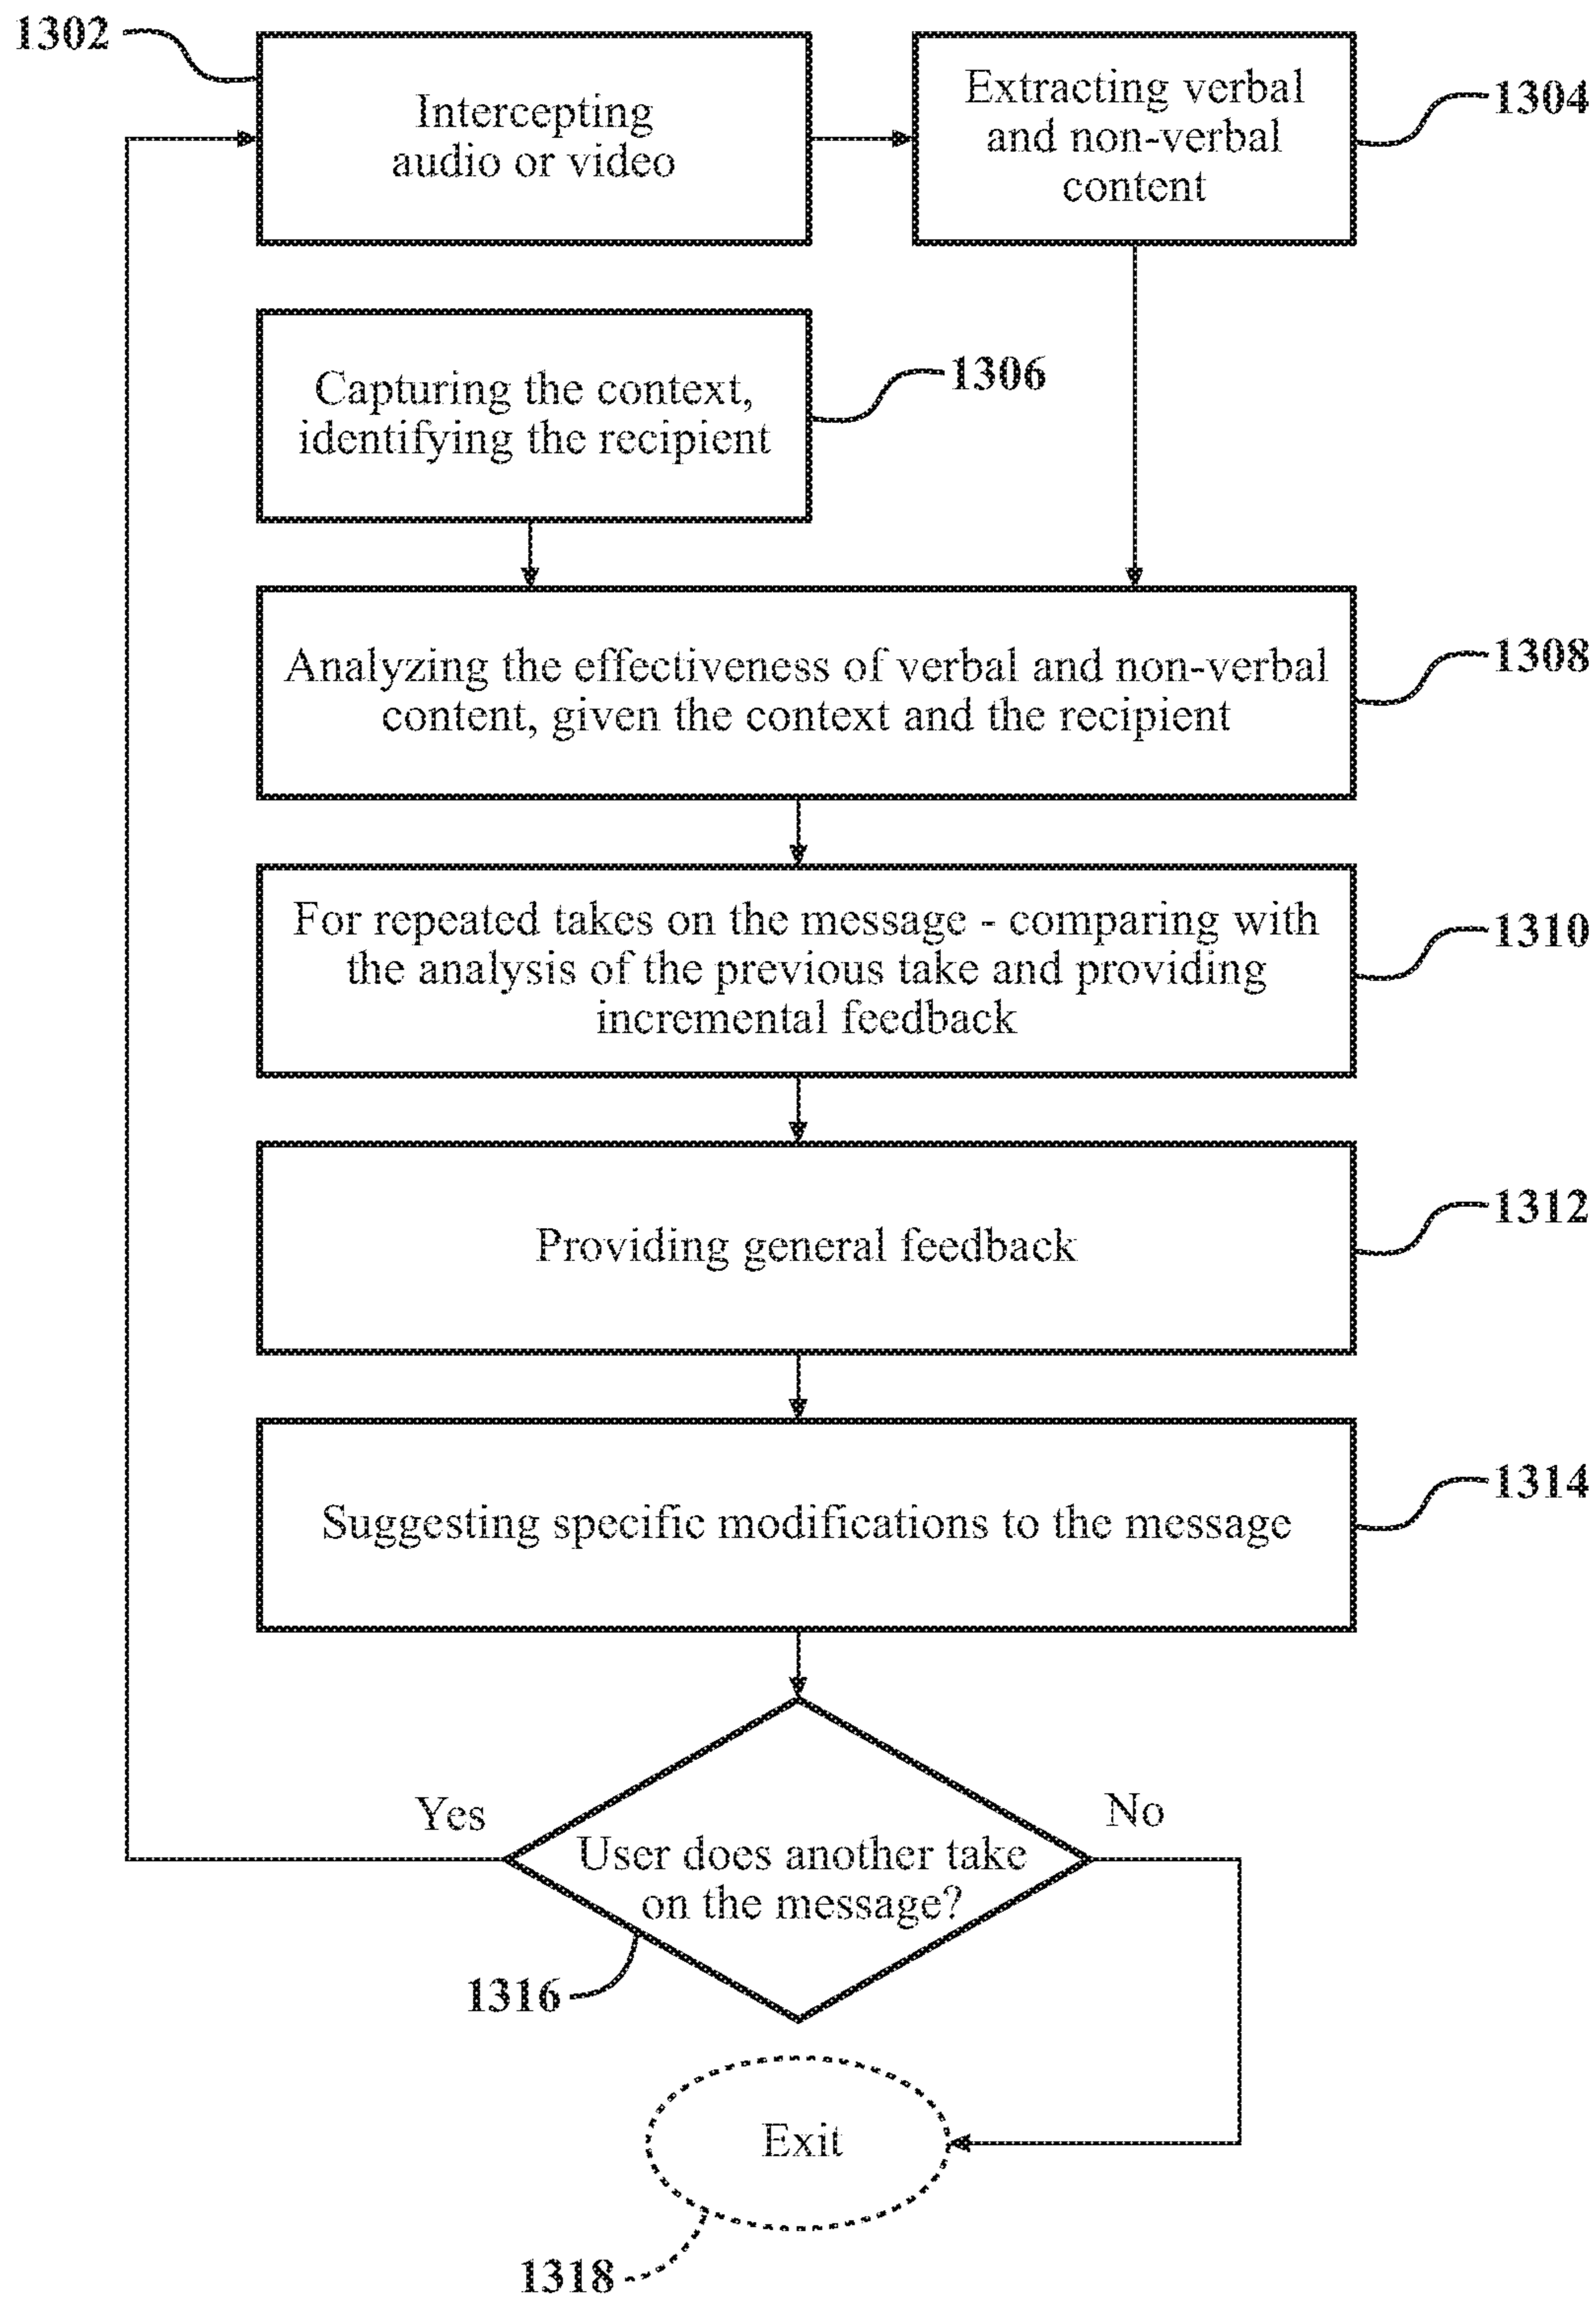 1302
Intercepting
audio or video
Extracting verbal
and non-verbal
content
1304
Capturing the context,
identifying the recipient
1306
Analyzing the effectiveness of verbal and non-verbal
content, given the context and the recipient
1308
For repeated takes on the message - comparing with
the analysis of the previous take and providing
incremental feedback
1310
Providing general feedback
1312
Suggesting specific modifications to the message
1314
Yes
No
User does another take
on the message?
1316
Exit
1318